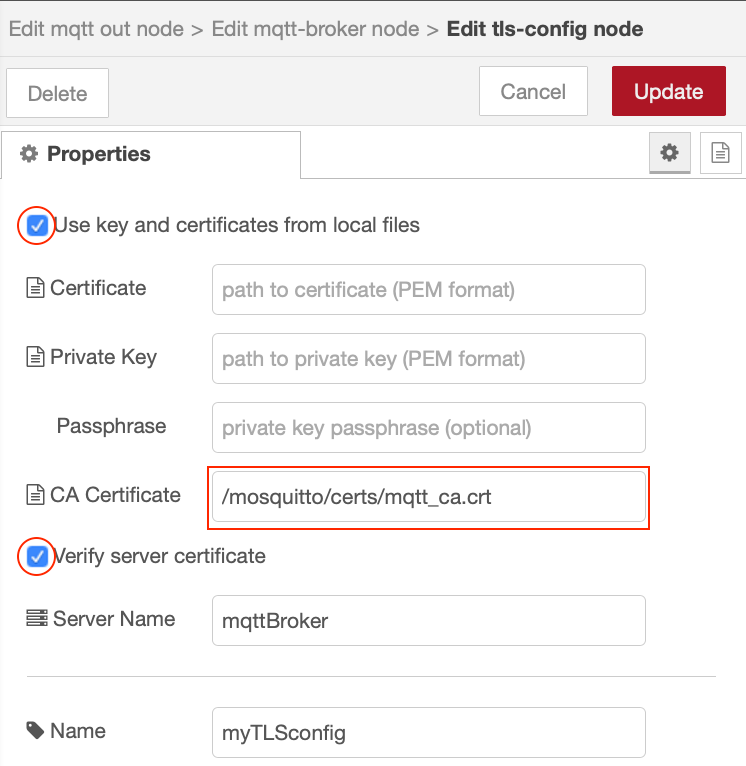 Edit mqtt out node > Edit mqtt-broker node > Edit tls-config node
Delete Cancel Update
Properties
Use key and certificates from local files
Certificate path to certificate (PEM format)
Private Key path to private key (PEM format)
Passphrase private key passphrase (optional)
CA Certificate /mosquitto/certs/mqtt_ca.crt
Verify server certificate
Server Name mqttBroker
Name myTLSconfig